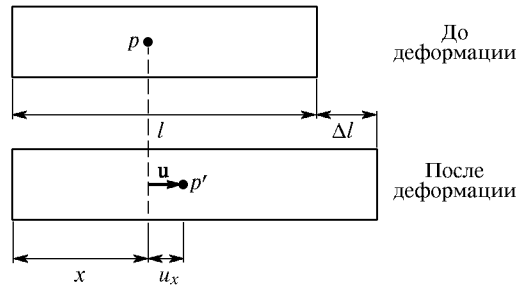 p
До
деформации
l
Δl
u
p′
После
деформации
x
uₓ